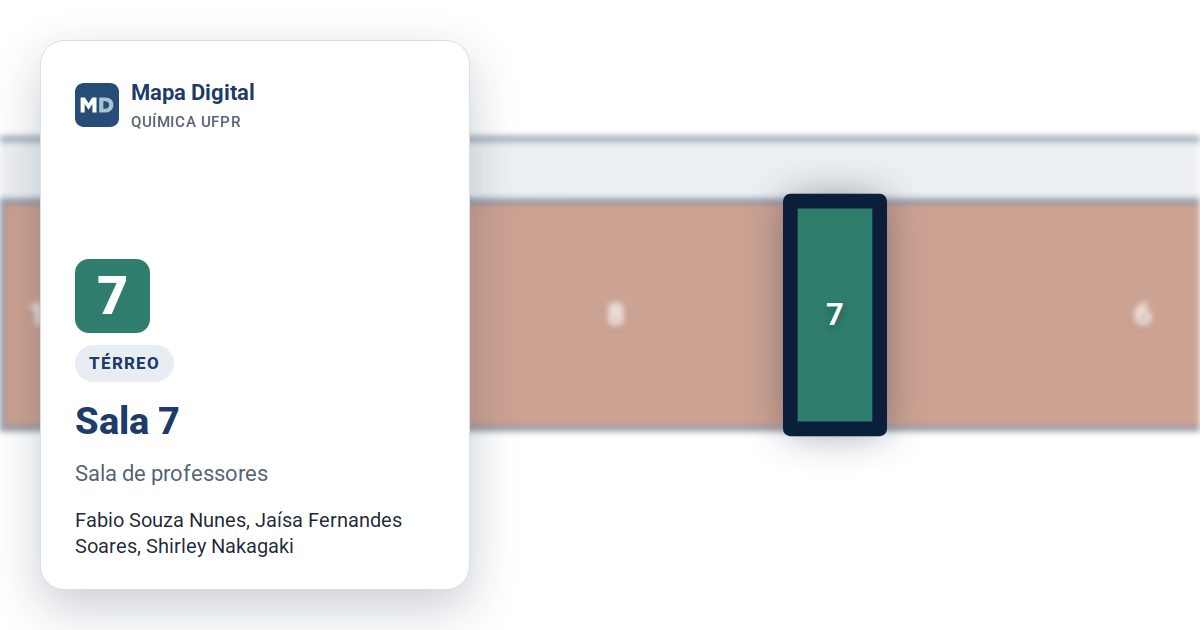 MD
Mapa Digital
QUÍMICA UFPR
7
TÉRREO
Sala 7
Sala de professores
Fabio Souza Nunes, Jaísa Fernandes
Soares, Shirley Nakagaki
8
7
6